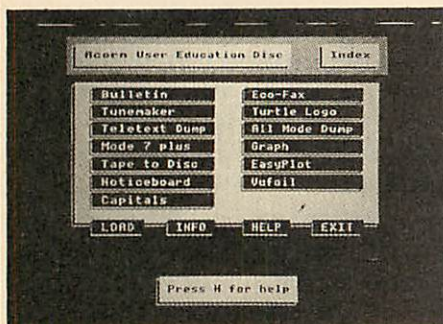 Acorn User Education Disc Index
Bulletin Eco-Fax
Tunemaker Turtle Logo
Teletext Dump All Mode Dump
Mode 7 plus Graph
Tape to Disc EasyPlot
Noticeboard Vufoil
Capitals
LOAD INFO HELP EXIT
Press H for help